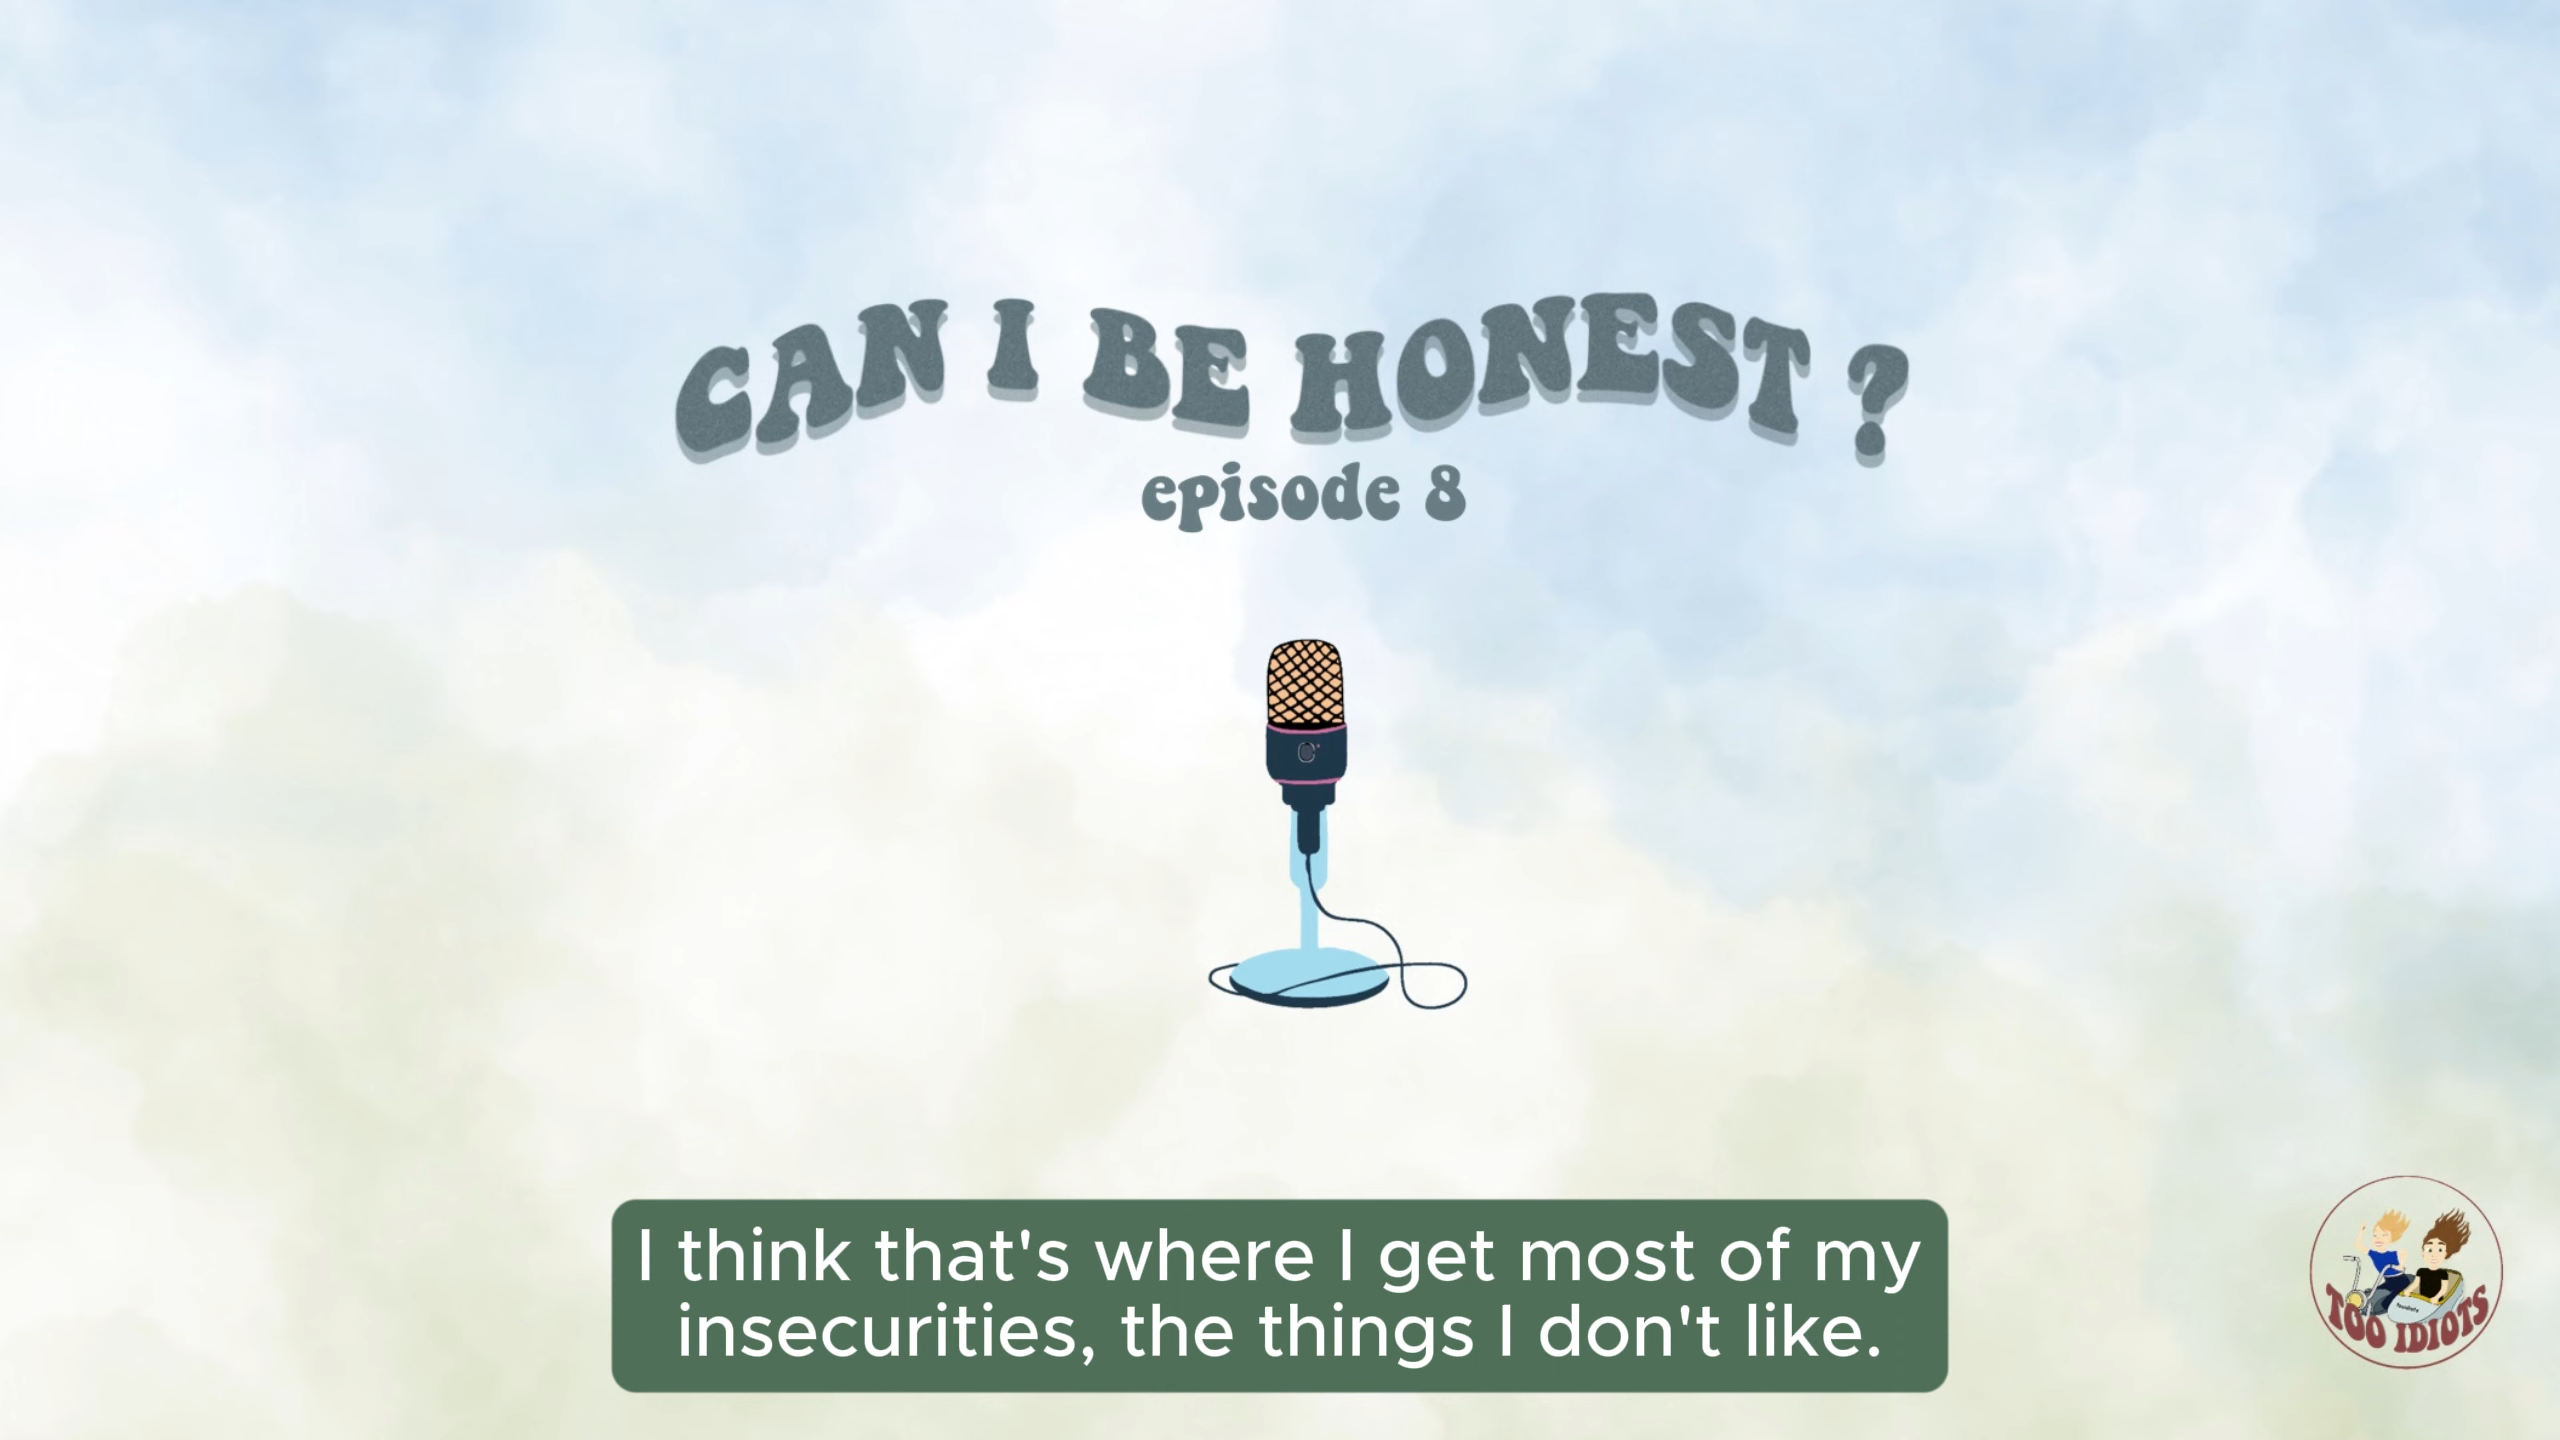 CAN I BE HONEST ?
episode 8
I think that's where I get most of my
insecurities, the things I don't like.
TOO IDIOTS